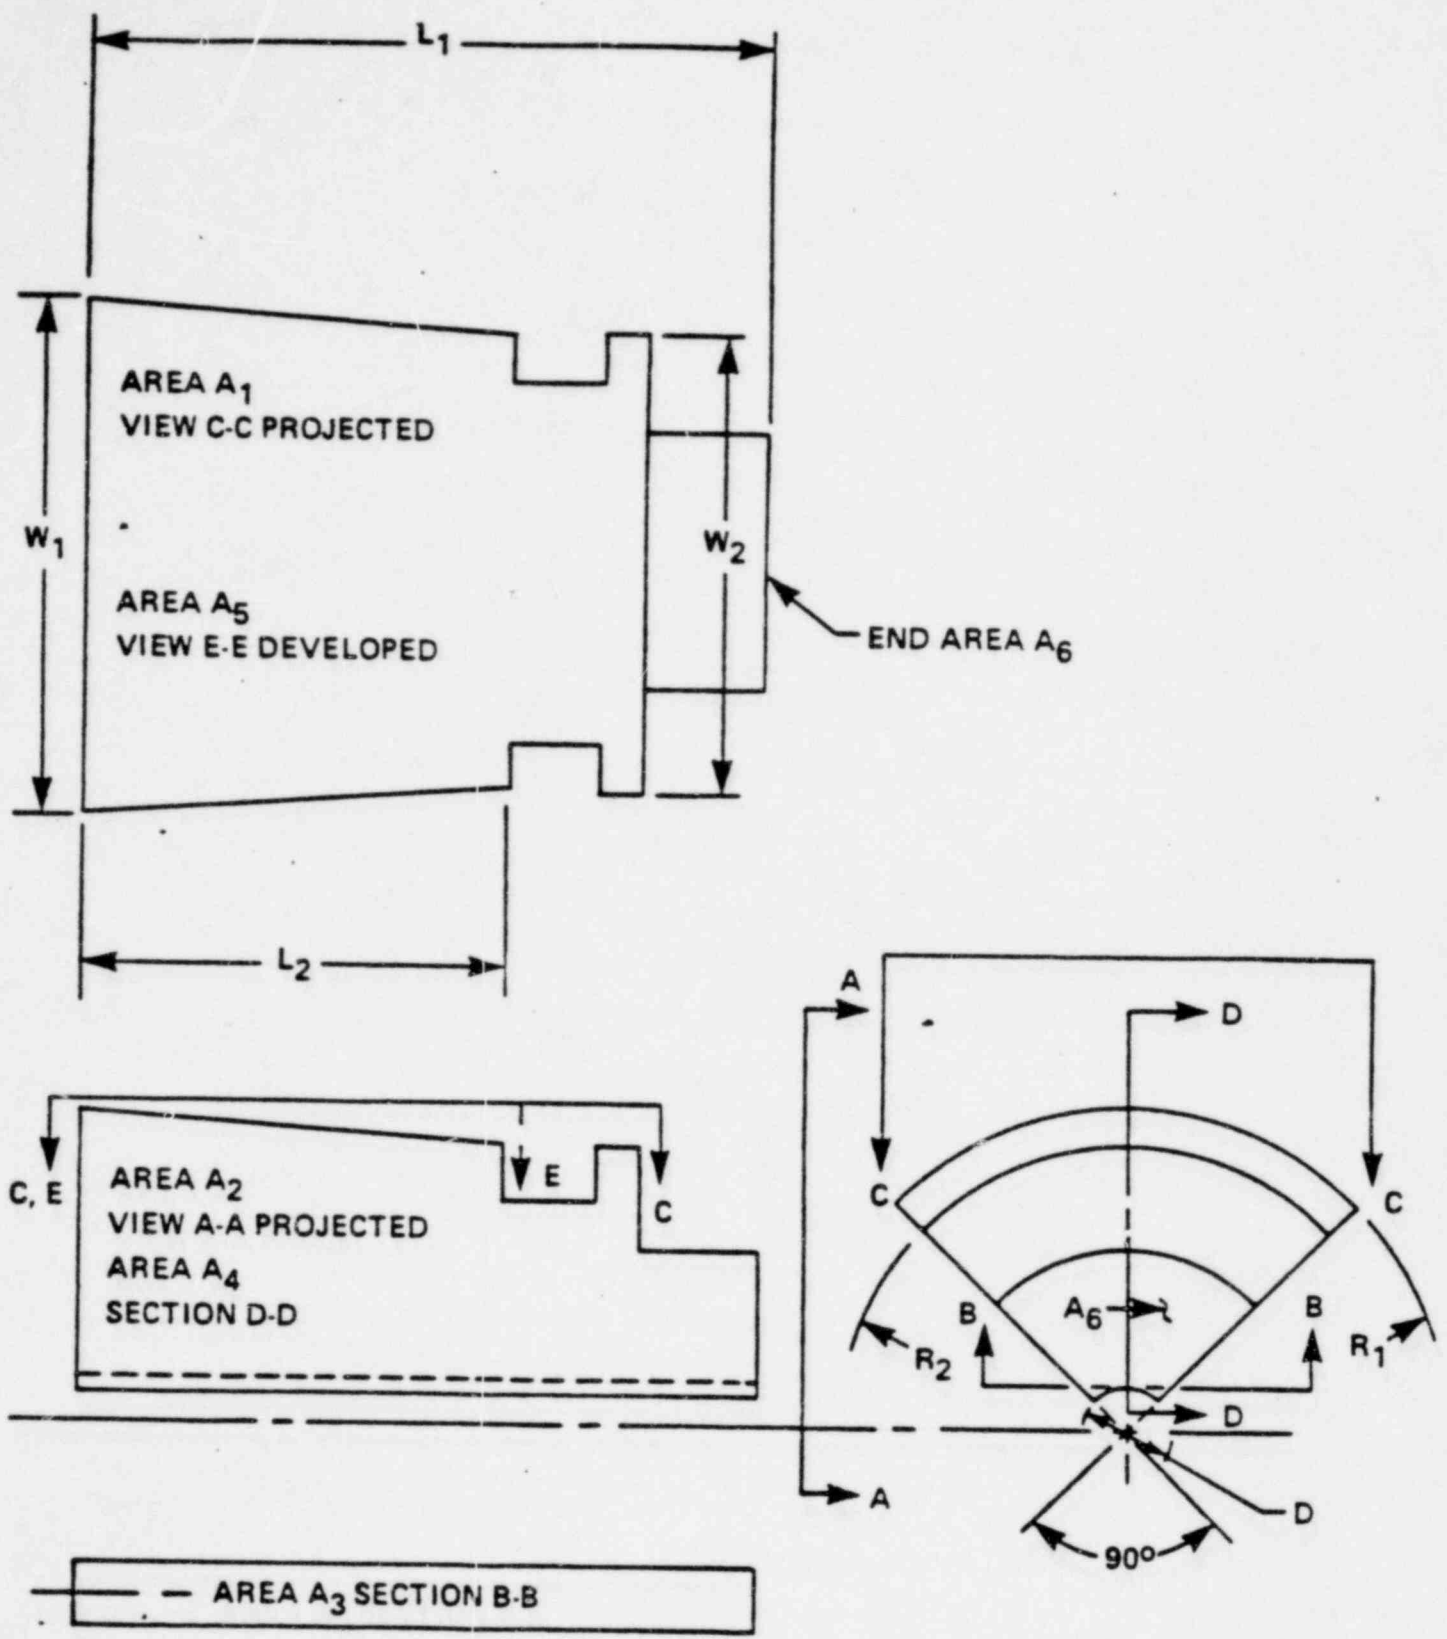 L1
AREA A1
VIEW C-C PROJECTED
W1
W2
AREA A5
VIEW E-E DEVELOPED
END AREA A6
L2
A
D
C, E
E
C
AREA A2
VIEW A-A PROJECTED
AREA A4
SECTION D-D
C
C
B
A6
B
R2
R1
D
A
D
90°
AREA A3 SECTION B-B